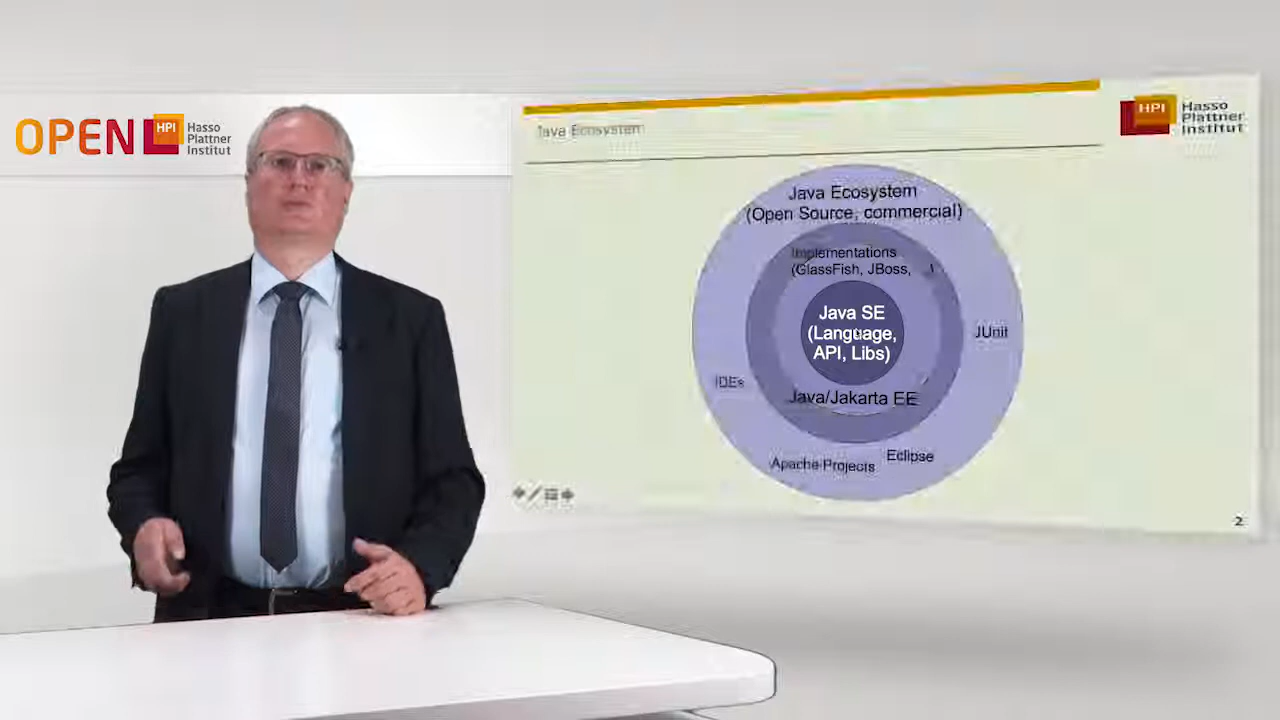 OPEN
HPI
Hasso
Plattner
Institut
Java Ecosystem
HPI
Hasso
Plattner
Institut
Java Ecosystem
(Open Source, commercial)
Implementations
(GlassFish, JBoss,
Java SE
(Language,
API, Libs)
JUnit
IDEs
Java/Jakarta EE
Eclipse
Apache Projects
2